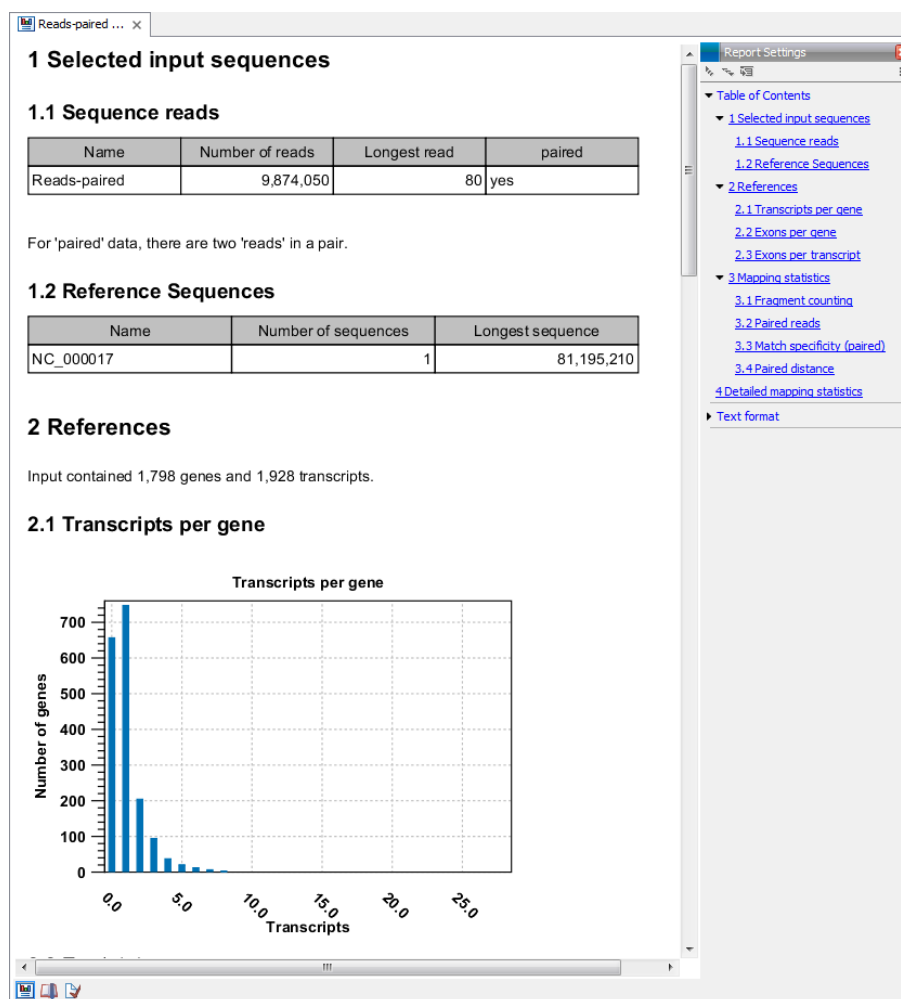 Reads-paired ...
1 Selected input sequences
1.1 Sequence reads
Name Number of reads Longest read paired
Reads-paired 9,874,050 80 yes
For 'paired' data, there are two 'reads' in a pair.
1.2 Reference Sequences
Name Number of sequences Longest sequence
NC_000017 1 81,195,210
2 References
Input contained 1,798 genes and 1,928 transcripts.
2.1 Transcripts per gene
Transcripts per gene
Number of genes
700
600
500
400
300
200
100
0
0.0 5.0 10.0 15.0 20.0 25.0
Transcripts
Report Settings
Table of Contents
1 Selected input sequences
1.1 Sequence reads
1.2 Reference Sequences
2 References
2.1 Transcripts per gene
2.2 Exons per gene
2.3 Exons per transcript
3 Mapping statistics
3.1 Fragment counting
3.2 Paired reads
3.3 Match specificity (paired)
3.4 Paired distance
4 Detailed mapping statistics
Text format